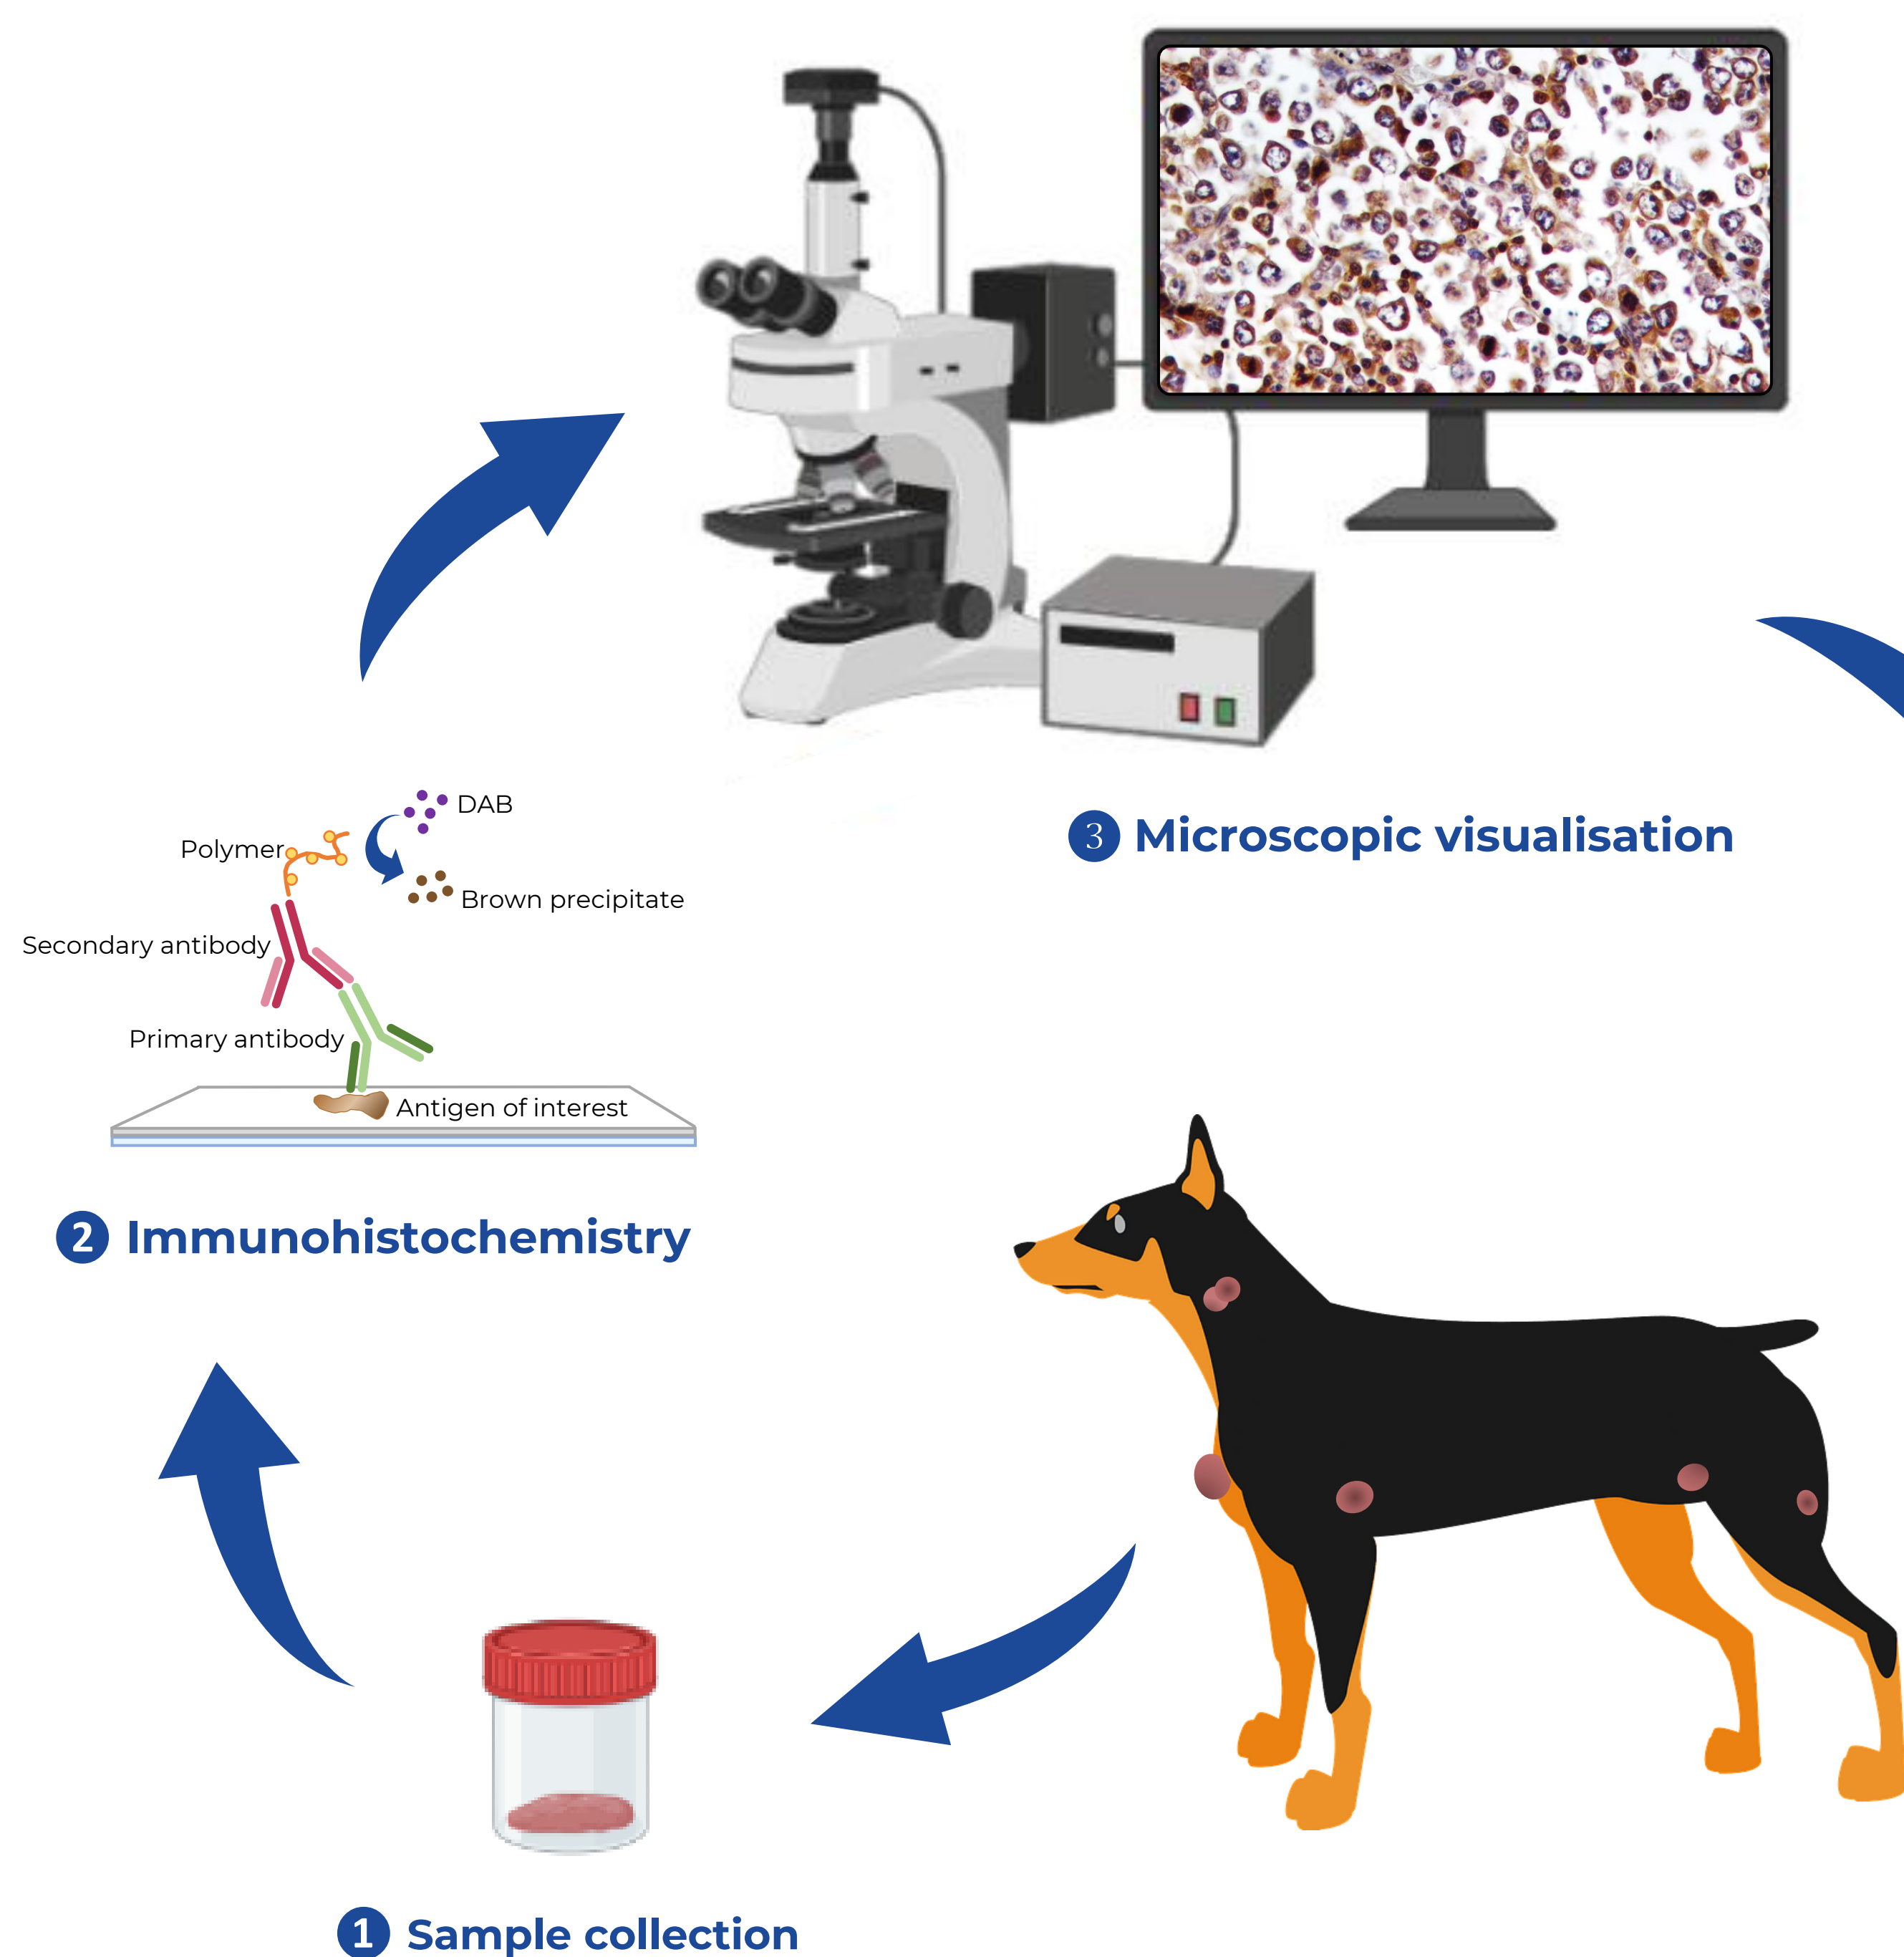 DAB
Polymer
Brown precipitate
Secondary antibody
Primary antibody
Antigen of interest
3 Microscopic visualisation
2 Immunohistochemistry
1 Sample collection